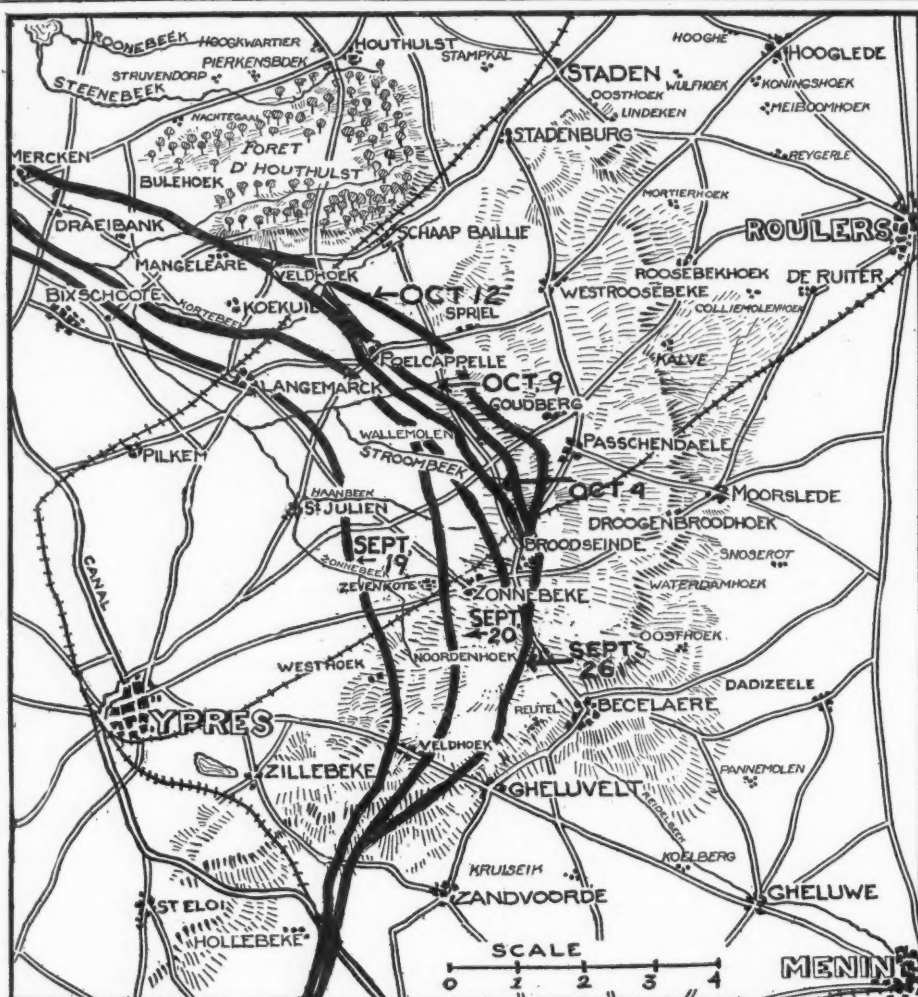 ROONEBEEK
HOOGKWARTIER
HOUTHULST
STAMPKAL
HOOGHE
HOOGLEDE
PIERKENSBOEK
STRUVENDORP
STEENEBEEK
STADEN
WULFHOEK
KONINGSHOEK
OOSTHOEK
MEIBOOMHOEK
LINDEKEN
NACHTEGAAL
STADENBURG
FORET
D'HOUTHULST
MERCKEN
BULEHOEK
REYGERLE
MORTIERHOEK
DRAEIBANK
SCHAAP BAILLIE
ROULERS
MANGELEARE
VELDHOEK
ROOSEBEKHOEK
DE RUITER
BIXSCHOOTE
KORTEBEEK
KOEKUIL
OCT 12
WESTROOSEBEKE
SPRIEL
COLLIEMOLENHOEK
POELCAPPELLE
KALVE
LANGEMARCK
OCT. 9
GOUDBERG
WALLEMOLEN
PASSCHENDAELE
PILKEM
STROOMBEEK
HAANBEEK
OCT 4
MOORSLEDE
ST JULIEN
DROOGENBROODHOEK
BROODSEINDE
SEPT.
19
SNOSEROT
CANAL
ZONNEBEEK
ZEVENKOTE
ZONNEBEKE
WATERDAMHOEK
SEPT.
20
OOSTHOEK
WESTHOEK
NOORDENHOEK
SEPT.
26
DADIZEELE
REUTEL
BECELAERE
YPRES
VELDHOEK
ZILLEBEKE
GHELUVELT
PANNEMOLEN
REIDELBEEK
KOELBERG
KRUISEIK
ZANDVOORDE
GHELUWE
ST ELOI
HOLLEBEKE
SCALE
0 1 2 3 4
MENIN